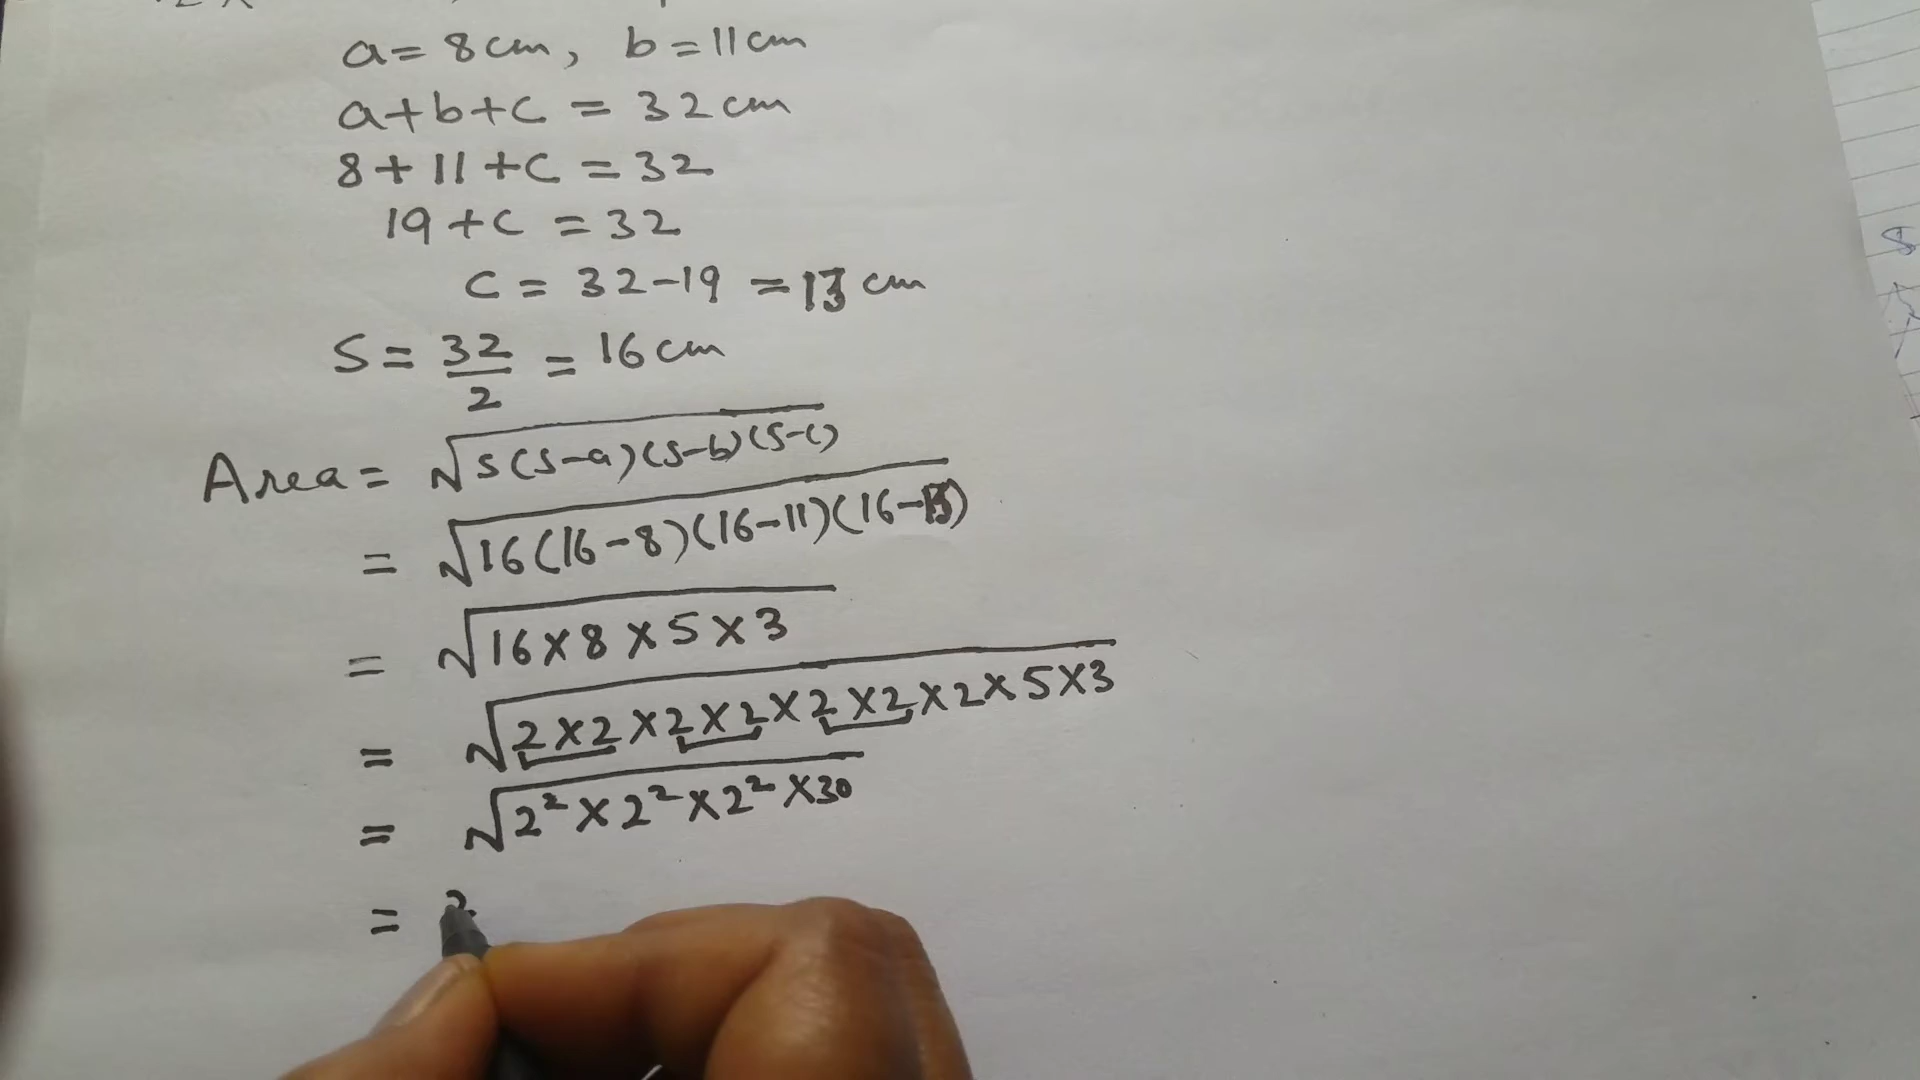 a = 8 cm, b = 11 cm
a + b + c = 32 cm
8 + 11 + c = 32
19 + c = 32
c = 32 - 19 = 13 cm
S = 32/2 = 16 cm
Area = √s(s-a)(s-b)(s-c)
= √16(16-8)(16-11)(16-13)
= √16 × 8 × 5 × 3
= √2 × 2 × 2 × 2 × 2 × 2 × 2 × 5 × 3
= √2² × 2² × 2² × 30
= 2